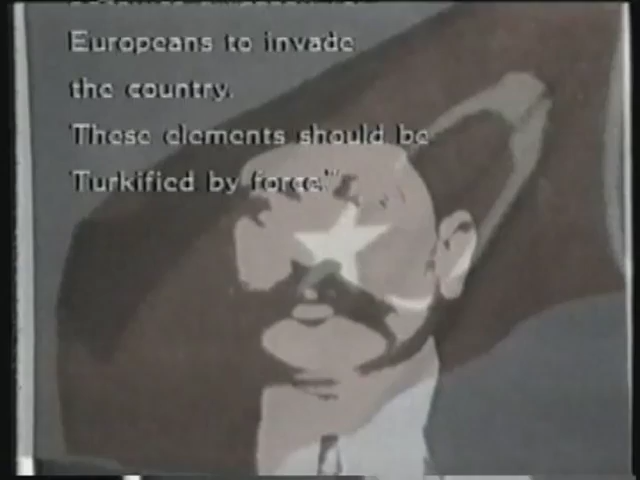 Europeans to invade
the country.
These elements should be
Turkified by force"